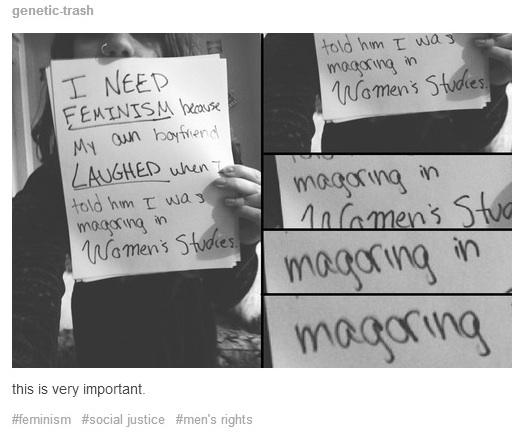 genetic-trash
I NEED
FEMINISM because
My own boyfriend
LAUGHED when I
told him I was
magoring in
Women's Studies.
told him I was
magoring in
Women's Studies.
magoring in
Women's Stud
magoring in
magoring
this is very important.
#feminism #social justice #men's rights